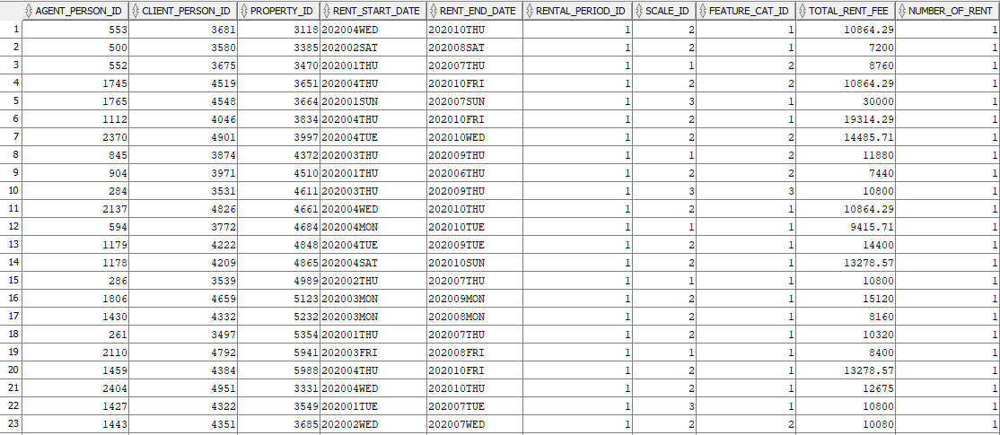 AGENT_PERSON_ID CLIENT_PERSON_ID PROPERTY_ID RENT_START_DATE RENT_END_DATE RENTAL_PERIOD_ID SCALE_ID FEATURE_CAT_ID TOTAL_RENT_FEE NUMBER_OF_RENT
1 553 3681 3118 202004WED 202010THU 1 2 1 10864.29 1
2 500 3580 3385 202002SAT 202008SAT 1 2 1 7200 1
3 552 3675 3470 202001THU 202007THU 1 1 2 8760 1
4 1745 4519 3651 202004THU 202010FRI 1 2 2 10864.29 1
5 1765 4548 3664 202001SUN 202007SUN 1 3 1 30000 1
6 1112 4046 3834 202004THU 202010FRI 1 2 1 19314.29 1
7 2370 4901 3997 202004TUE 202010WED 1 2 2 14485.71 1
8 845 3874 4372 202003THU 202009THU 1 1 2 11880 1
9 904 3971 4510 202001THU 202006THU 1 2 2 7440 1
10 284 3531 4611 202003THU 202009THU 1 3 3 10800 1
11 2137 4826 4661 202004WED 202010THU 1 2 1 10864.29 1
12 594 3772 4684 202004MON 202010TUE 1 1 1 9415.71 1
13 1179 4222 4848 202004TUE 202009TUE 1 2 1 14400 1
14 1178 4209 4865 202004SAT 202010SUN 1 2 1 13278.57 1
15 286 3539 4989 202002THU 202007THU 1 1 1 10800 1
16 1806 4659 5123 202003MON 202009MON 1 2 1 15120 1
17 1430 4332 5232 202003MON 202008MON 1 2 1 8160 1
18 261 3497 5354 202001THU 202007THU 1 2 1 10320 1
19 2110 4792 5941 202003FRI 202008FRI 1 1 1 8400 1
20 1459 4384 5988 202004THU 202010FRI 1 2 1 13278.57 1
21 2404 4951 3331 202004WED 202010THU 1 2 1 12675 1
22 1427 4322 3549 202001TUE 202007TUE 1 3 1 10800 1
23 1443 4351 3685 202002WED 202007WED 1 2 2 10080 1